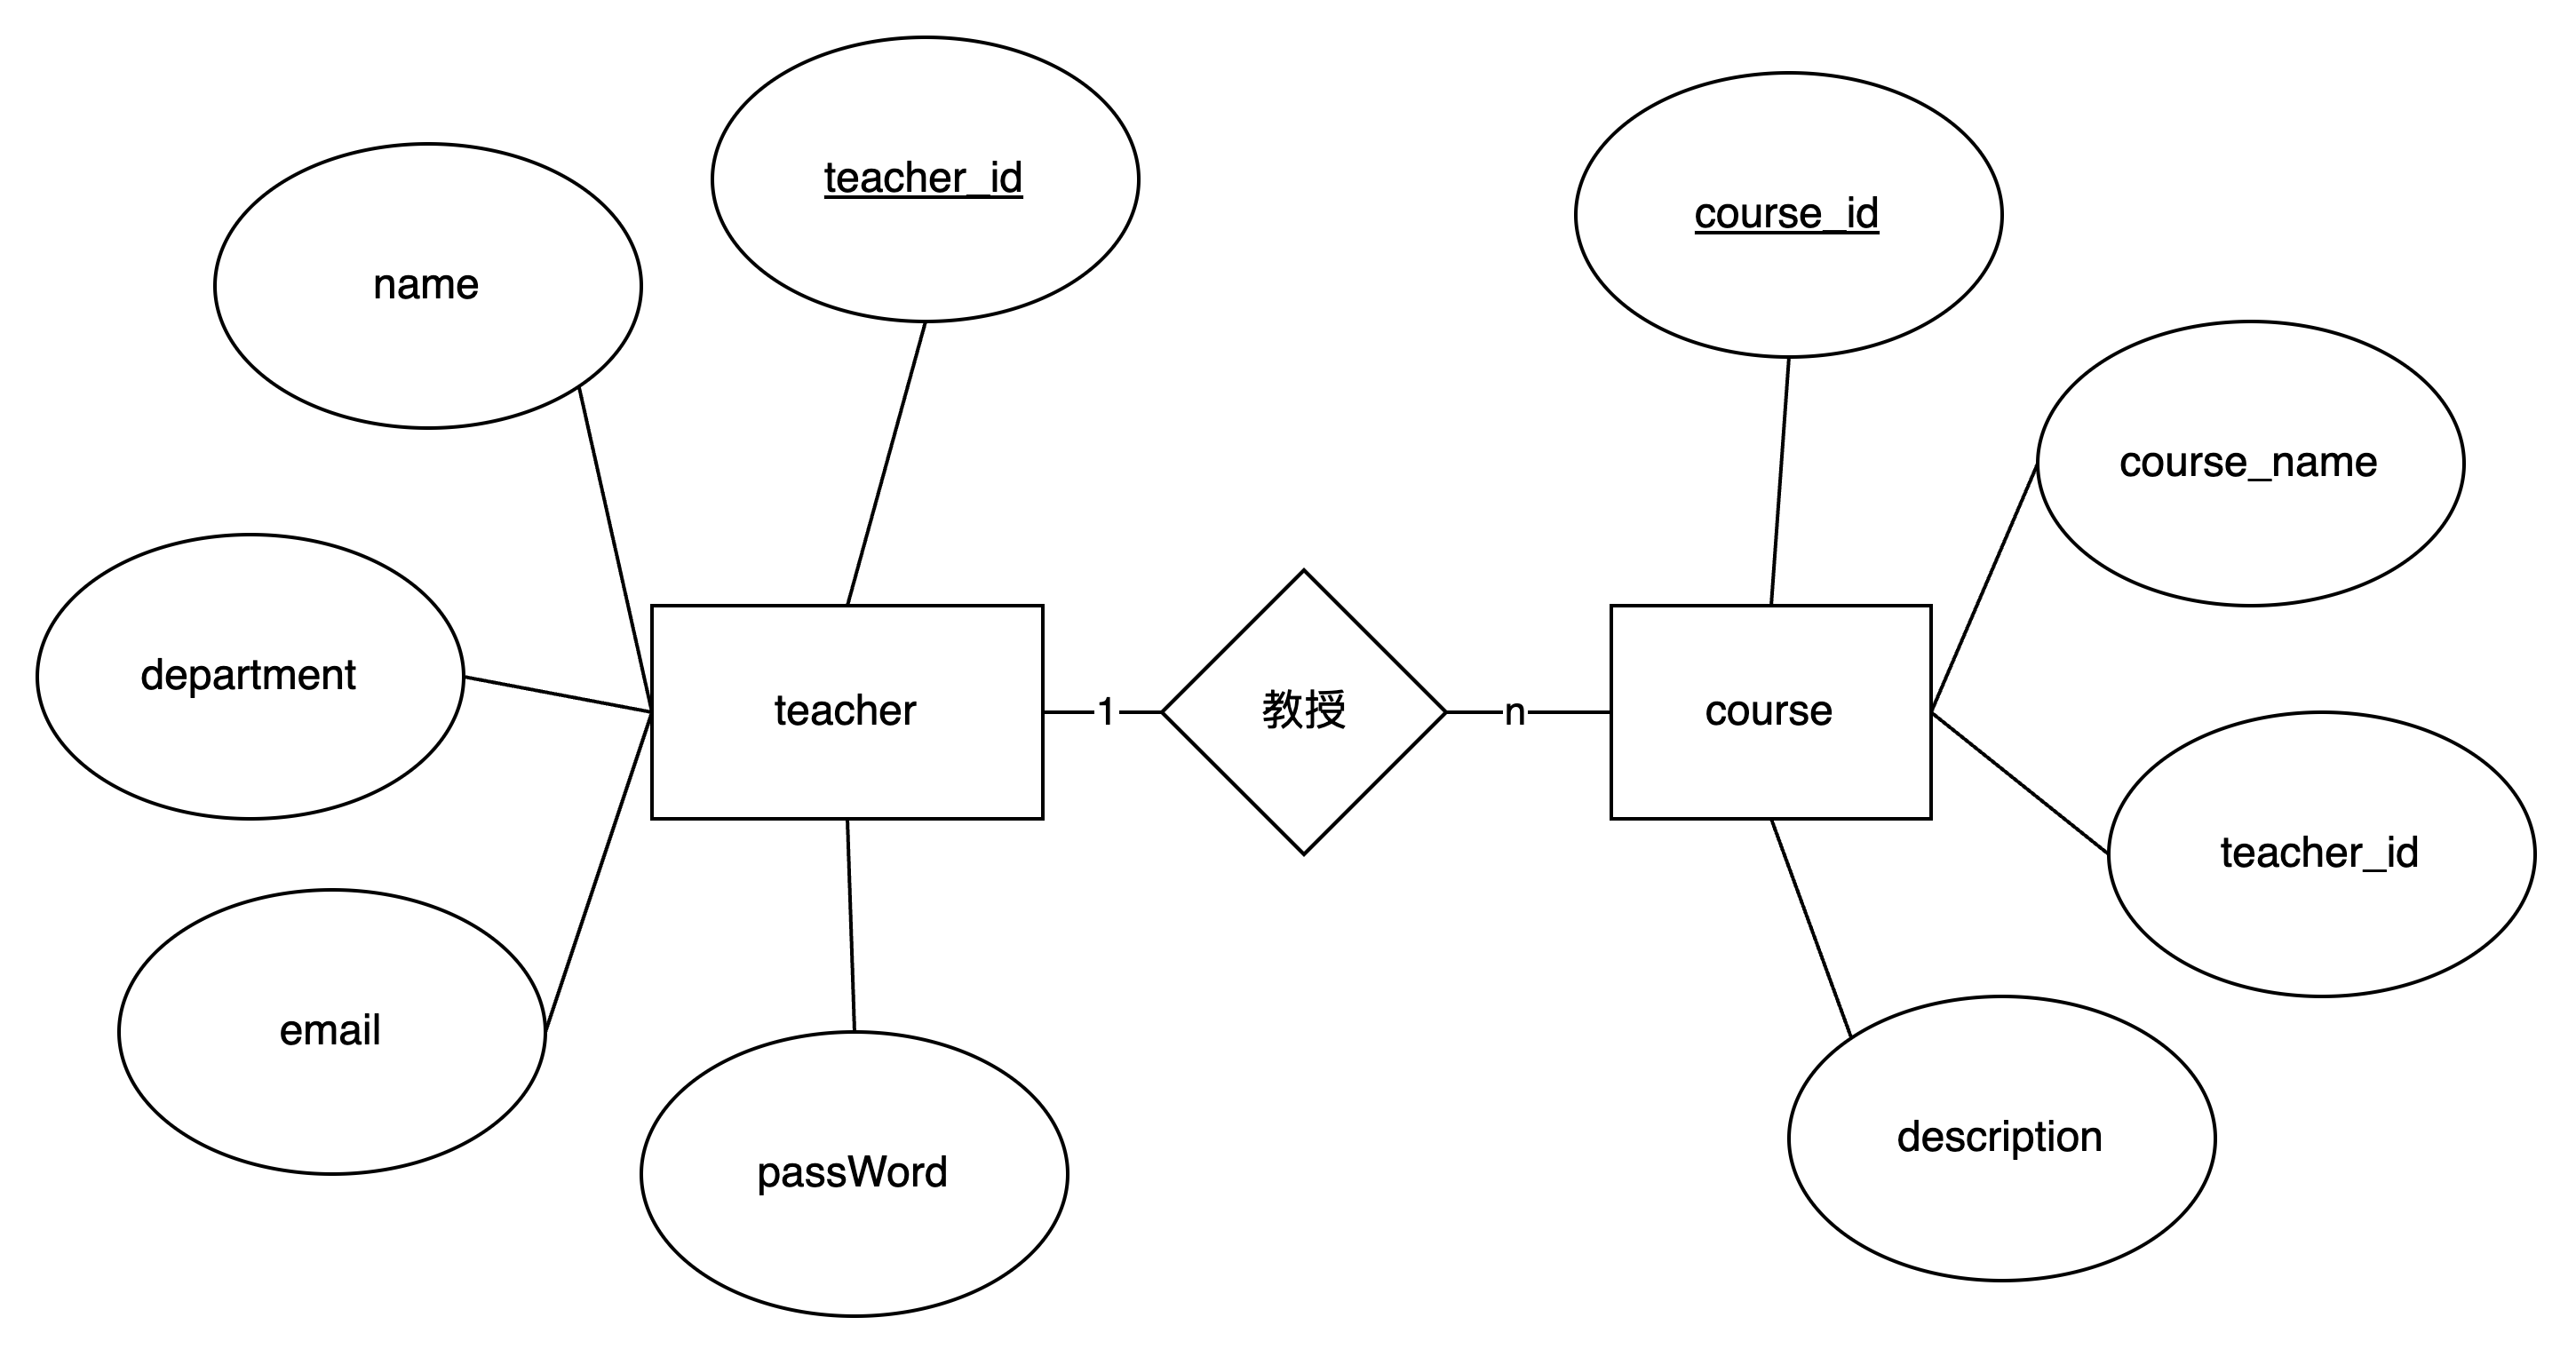 teacher_id
course_id
name
course_name
department
teacher
1
教授
n
course
teacher_id
email
description
passWord